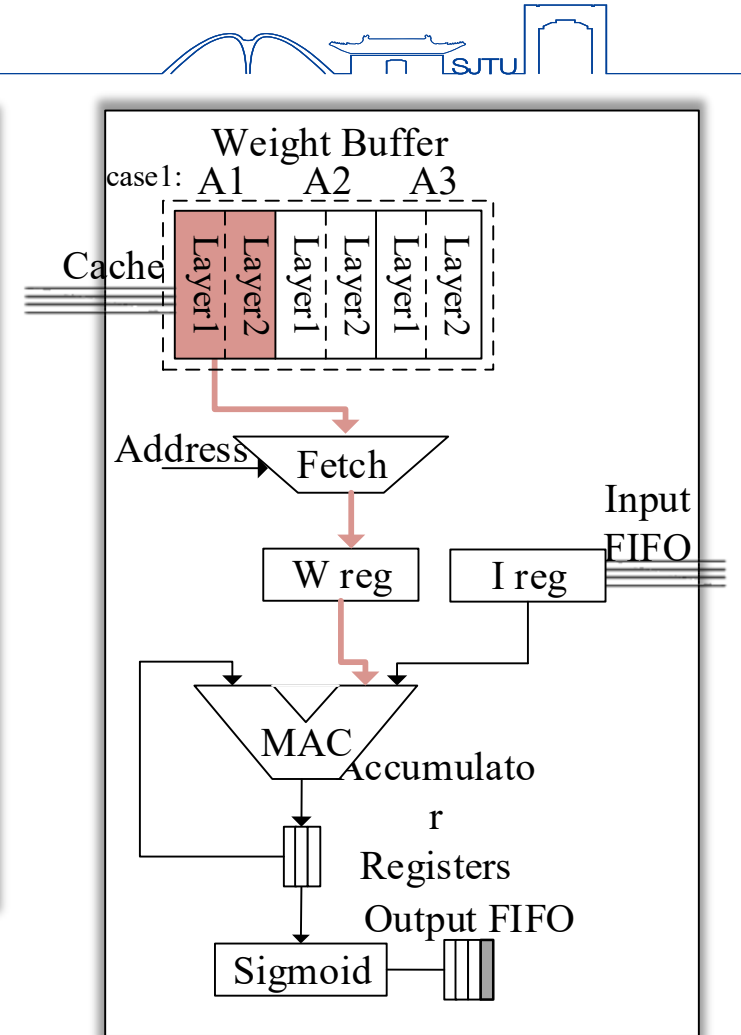 SJTU
Weight Buffer
case1: A1 A2 A3
Cache
Layer1 Layer2 Layer1 Layer2 Layer1 Layer2
Address
Fetch
Input
FIFO
W reg
I reg
MAC
Accumulato
r
Registers
Output FIFO
Sigmoid